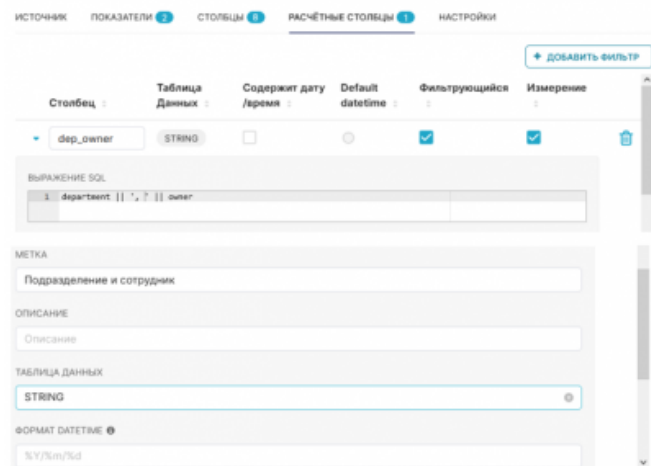 ИСТОЧНИК ПОКАЗАТЕЛИ 2 СТОЛБЦЫ 8 РАСЧЁТНЫЕ СТОЛБЦЫ 1 НАСТРОЙКИ
+ ДОБАВИТЬ ФИЛЬТР
Столбец Таблица Данных Содержит дату /время Default datetime Фильтрующийся Измерение
dep_owner STRING
ВЫРАЖЕНИЕ SQL
1 department || ', ' || owner
МЕТКА
Подразделение и сотрудник
ОПИСАНИЕ
Описание
ТАБЛИЦА ДАННЫХ
STRING
ФОРМАТ DATETIME
%Y/%m/%d